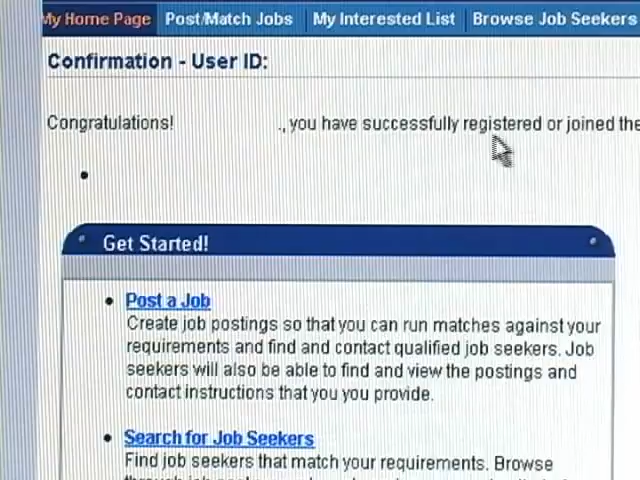 My Home Page Post/Match Jobs My Interested List Browse Job Seekers
Confirmation - User ID:
Congratulations! ., you have successfully registered or joined the
Get Started!
Post a Job
Create job postings so that you can run matches against your
requirements and find and contact qualified job seekers. Job
seekers will also be able to find and view the postings and
contact instructions that you you provide.
Search for Job Seekers
Find job seekers that match your requirements. Browse